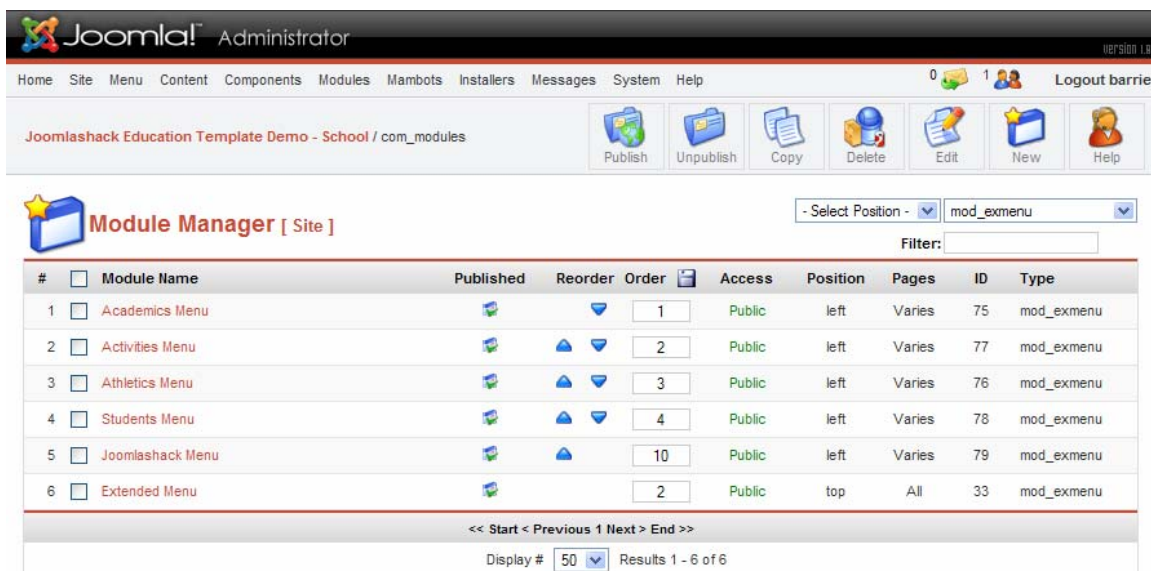 Joomla!™ Administrator
Home Site Menu Content Components Modules Mambots Installers Messages System Help 0 1 Logout barrie
Joomlashack Education Template Demo - School / com_modules
Publish Unpublish Copy Delete Edit New Help
Module Manager [ Site ]
- Select Position - mod_exmenu
Filter:
# Module Name Published Reorder Order Access Position Pages ID Type
1 Academics Menu 1 Public left Varies 75 mod_exmenu
2 Activities Menu 2 Public left Varies 77 mod_exmenu
3 Athletics Menu 3 Public left Varies 76 mod_exmenu
4 Students Menu 4 Public left Varies 78 mod_exmenu
5 Joomlashack Menu 10 Public left Varies 79 mod_exmenu
6 Extended Menu 2 Public top All 33 mod_exmenu
<< Start < Previous 1 Next > End >>
Display # 50 Results 1 - 6 of 6